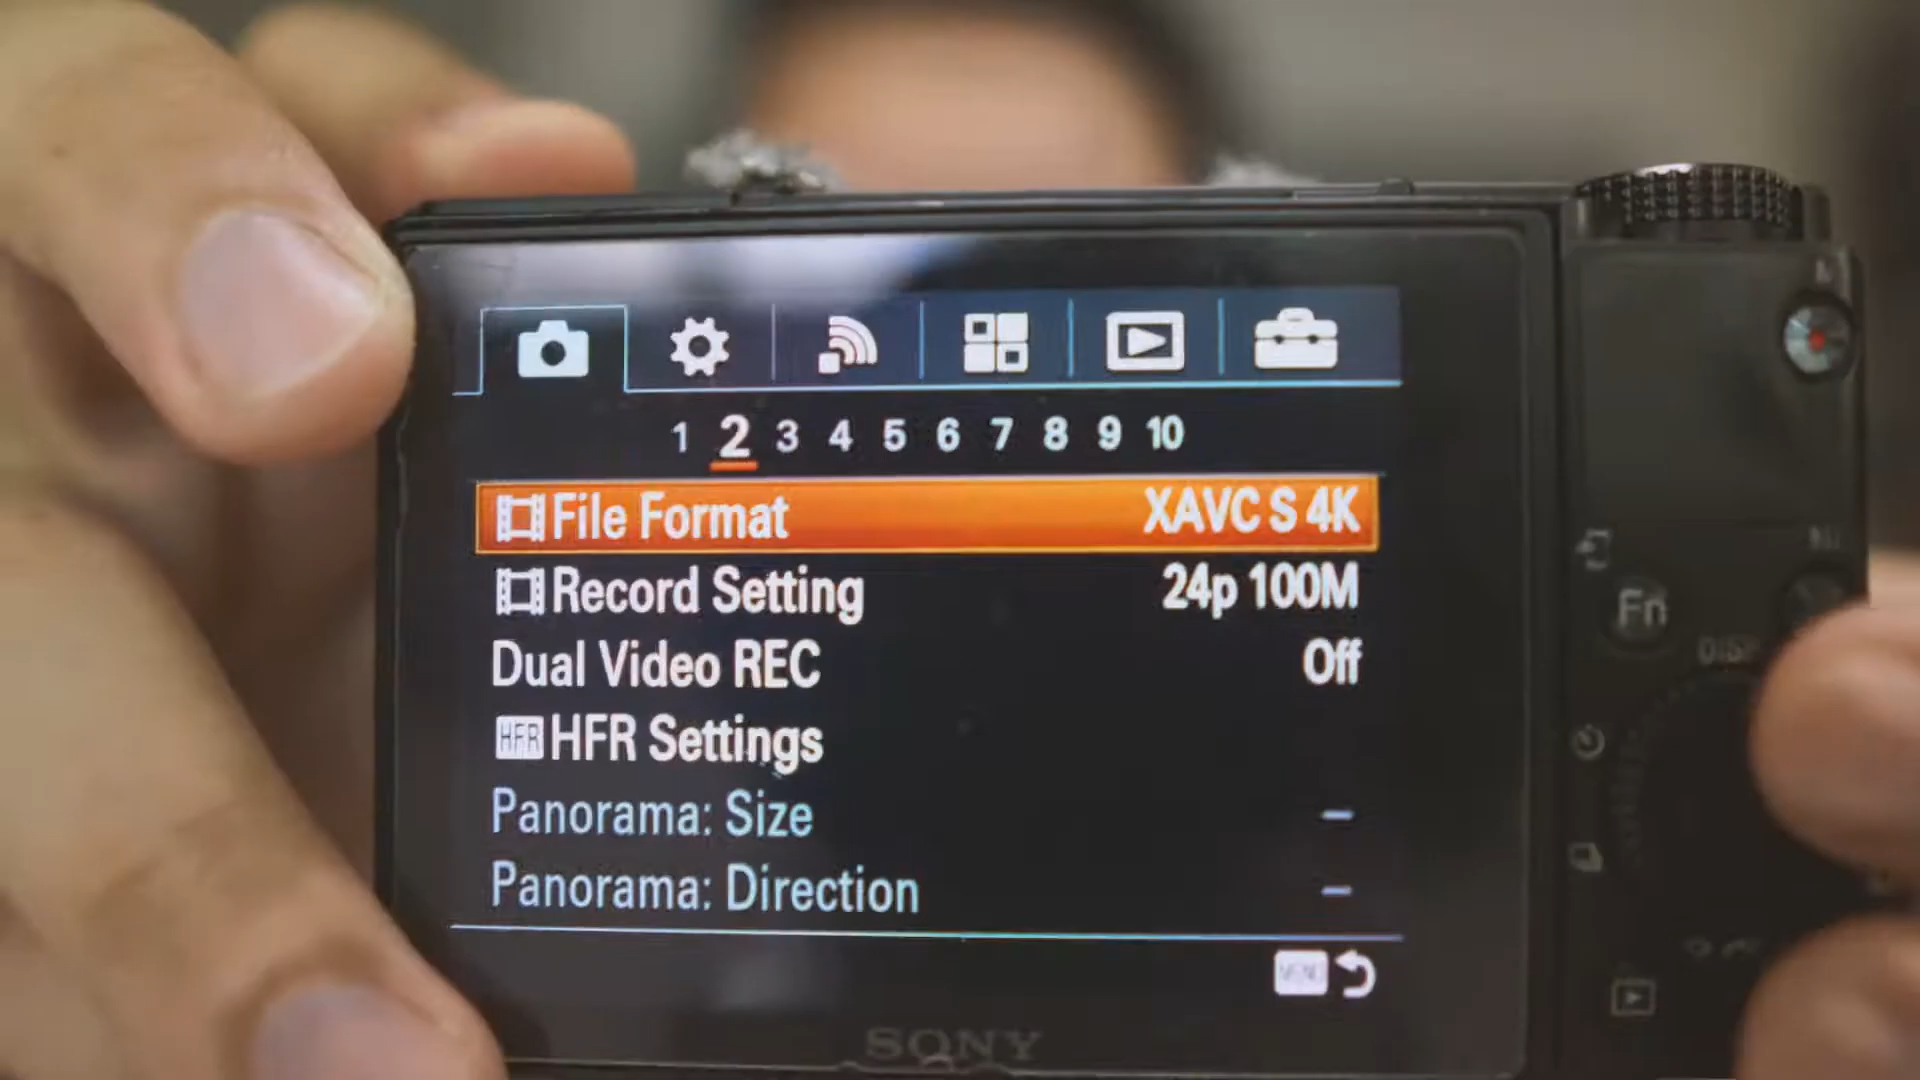 1 2 3 4 5 6 7 8 9 10
File Format XAVC S 4K
Record Setting 24p 100M
Dual Video REC Off
HFR HFR Settings
Panorama: Size –
Panorama: Direction –
MENU
SONY
Fn
DISP